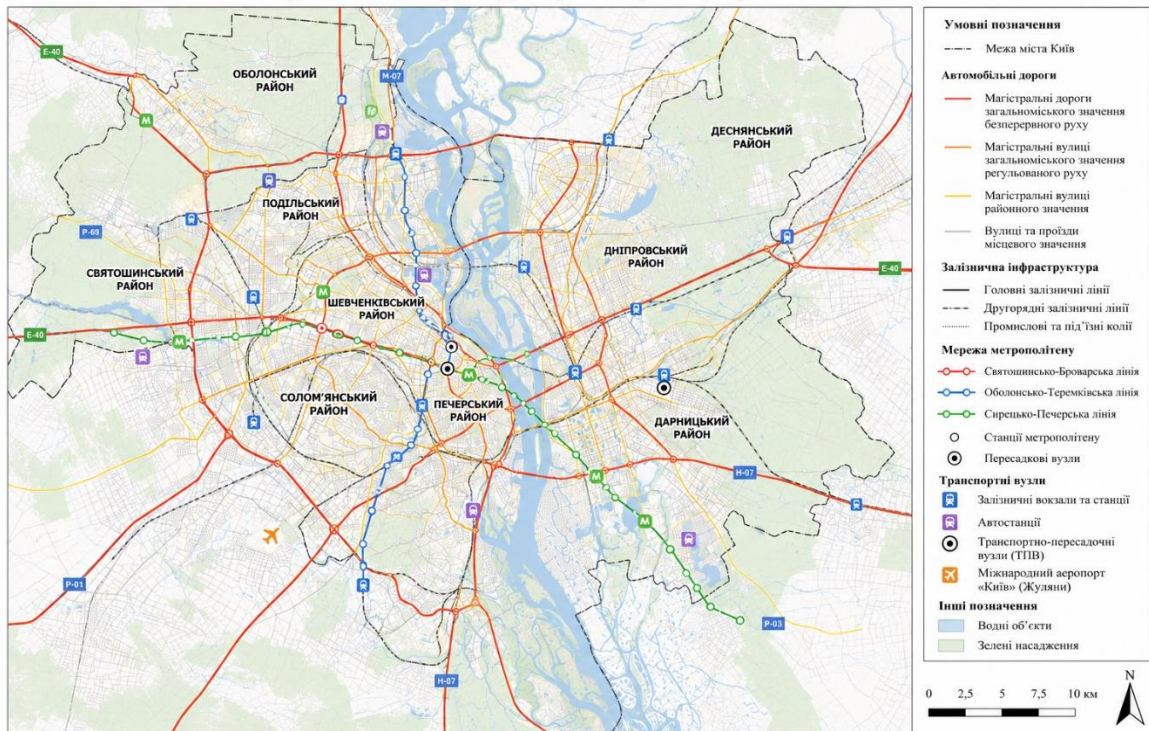 E-40
ОБОЛОНСЬКИЙ
РАЙОН
М-07
ДЕСНЯНСЬКИЙ
РАЙОН
ПОДІЛЬСЬКИЙ
РАЙОН
Р-69
СВЯТОШИНСЬКИЙ
РАЙОН
ДНІПРОВСЬКИЙ
РАЙОН
E-40
ШЕВЧЕНКІВСЬКИЙ
РАЙОН
E-40
СОЛОМ'ЯНСЬКИЙ
РАЙОН
ПЕЧЕРСЬКИЙ
РАЙОН
ДАРНИЦЬКИЙ
РАЙОН
Н-07
Р-01
Р-03
Н-07
М
М
М
М
М
М
Умовні позначення
Межа міста Київ
Автомобільні дороги
Магістральні дороги
загальноміського значення
безперервного руху
Магістральні вулиці
загальноміського значення
регульованого руху
Магістральні вулиці
районного значення
Вулиці та проїзди
місцевого значення
Залізнична інфраструктура
Головні залізничні лінії
Другорядні залізничні лінії
Промислові та під'їзні колії
Мережа метрополітену
Святошинсько-Броварська лінія
Оболонсько-Теремківська лінія
Сирецько-Печерська лінія
Станції метрополітену
Пересадкові вузли
Транспортні вузли
Залізничні вокзали та станції
Автостанції
Транспортно-пересадочні
вузли (ТПВ)
Міжнародний аеропорт
«Київ» (Жуляни)
Інші позначення
Водні об'єкти
Зелені насадження
0 2,5 5 7,5 10 км
N